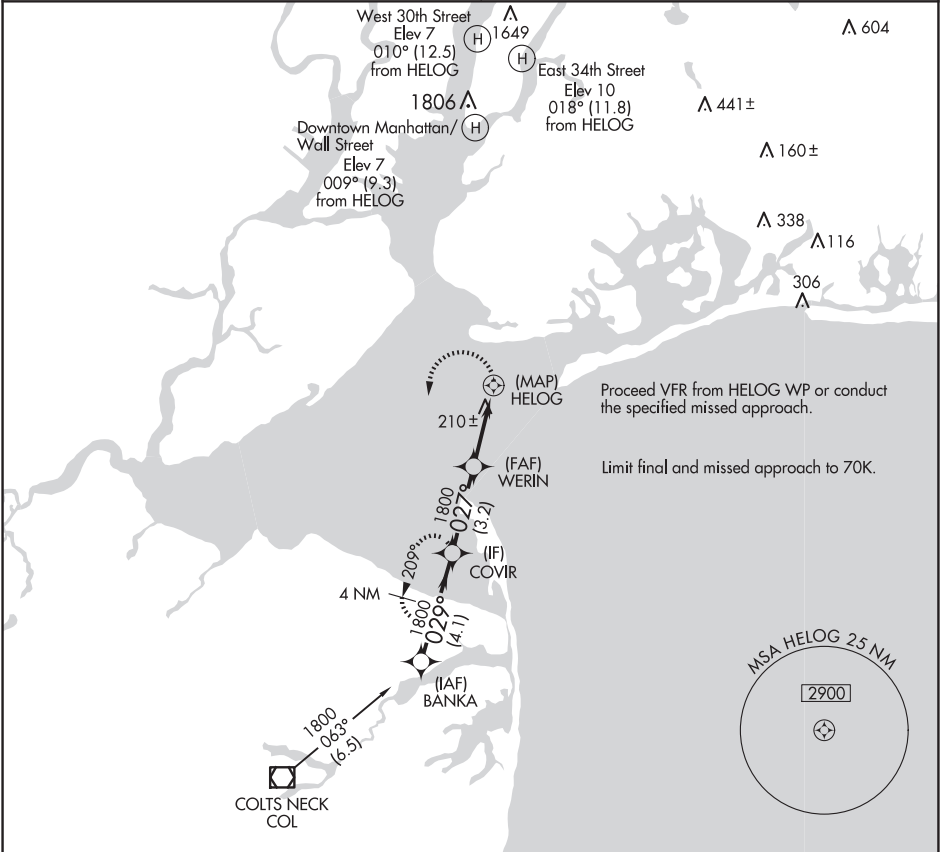 West 30th Street
Elev 7
010° (12.5)
from HELOG
H
1649
604
H
East 34th Street
Elev 10
018° (11.8)
from HELOG
1806
441±
Downtown Manhattan/
Wall Street
Elev 7
009° (9.3)
from HELOG
H
160±
338
116
306
(MAP)
HELOG
Proceed VFR from HELOG WP or conduct
the specified missed approach.
210±
(FAF)
WERIN
Limit final and missed approach to 70K.
1800
027°
(3.2)
209°
(IF)
COVIR
4 NM
1800
029°
(4.1)
(IAF)
BANKA
MSA HELOG 25 NM
2900
1800
063°
(6.5)
COLTS NECK
COL